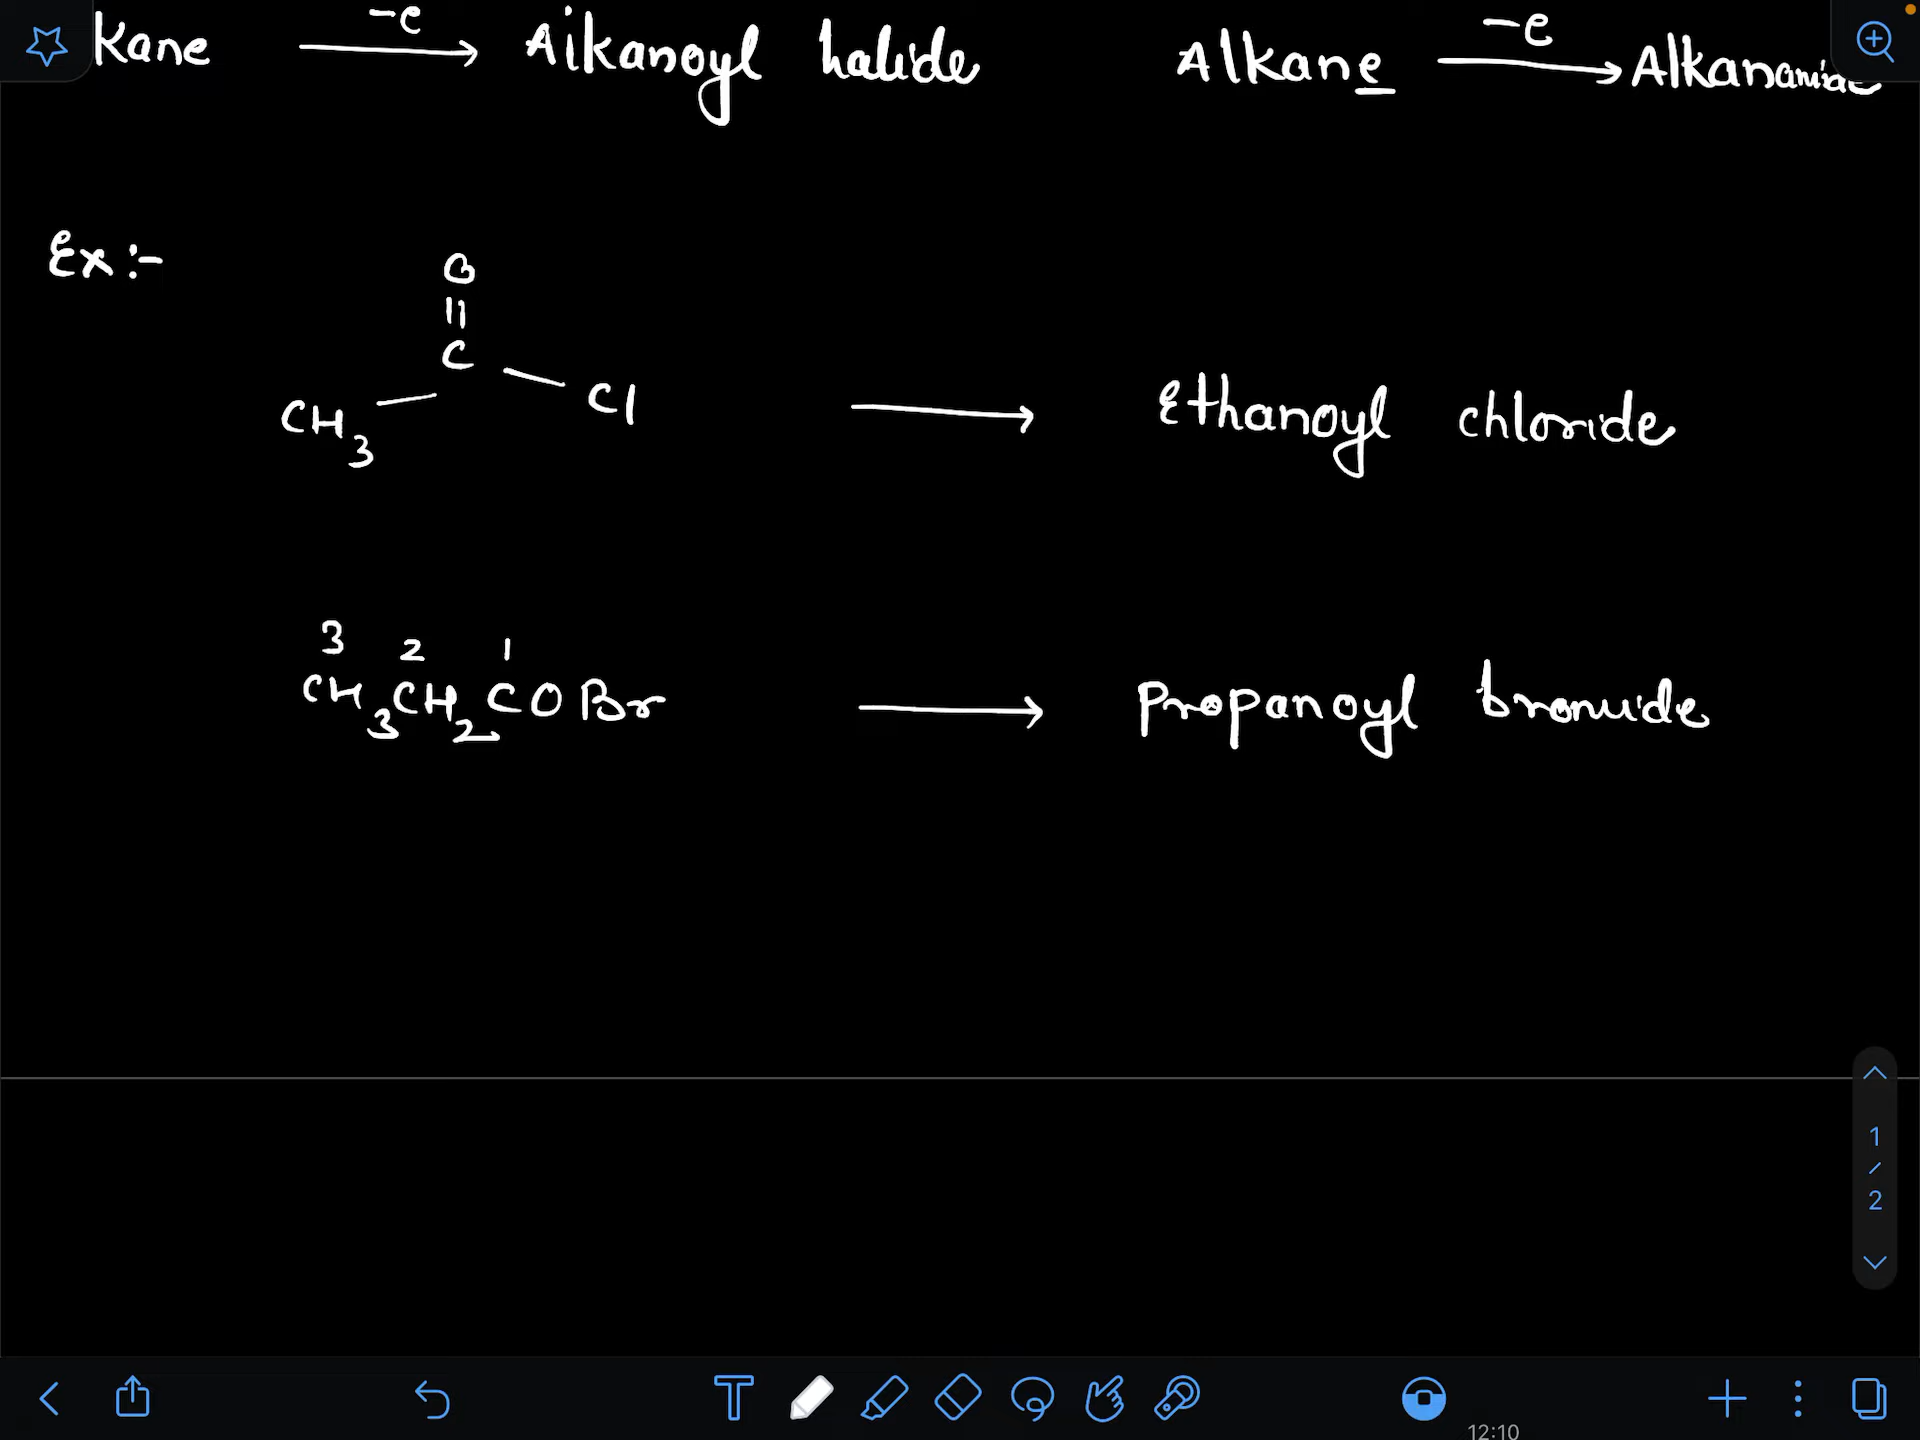 Kane —-e→ Alkanoyl halide Alkane —-e→ Alkanamide
Ex :-
O
||
C
CH3 — — Cl → Ethanoyl chloride
3 2 1
CH3CH2COBr → Propanoyl bromide
1
/
2
T
12:10